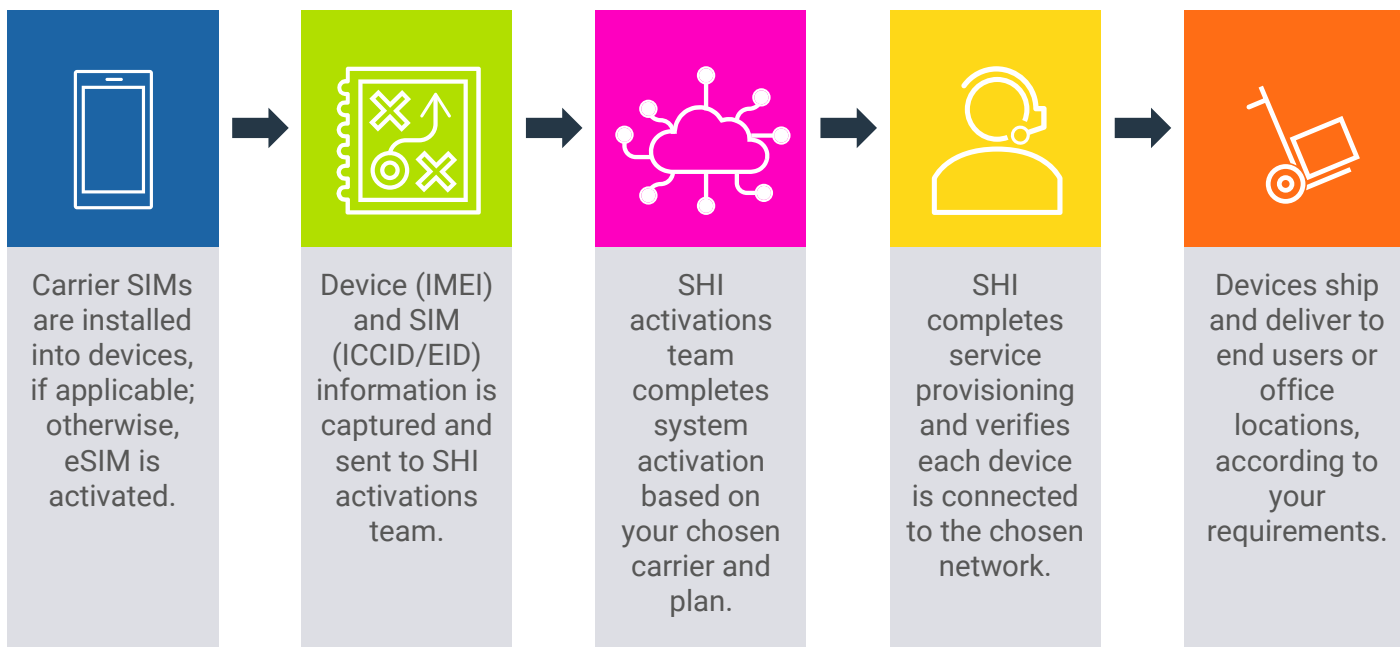 Carrier SIMs
are installed
into devices,
if applicable;
otherwise,
eSIM is
activated.
Device (IMEI)
and SIM
(ICCID/EID)
information is
captured and
sent to SHI
activations
team.
SHI
activations
team
completes
system
activation
based on
your chosen
carrier and
plan.
SHI
completes
service
provisioning
and verifies
each device
is connected
to the chosen
network.
Devices ship
and deliver to
end users or
office
locations,
according to
your
requirements.